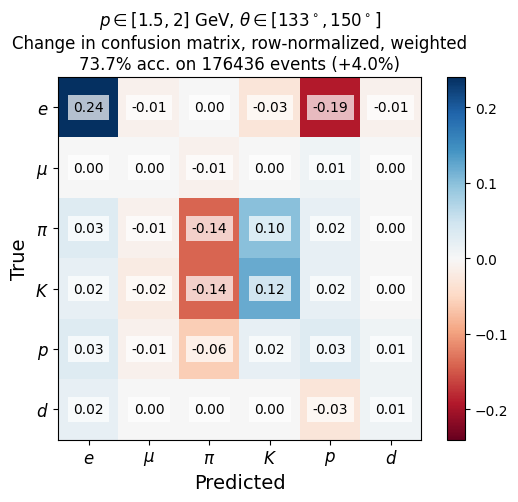 p ∈ [1.5, 2] GeV, θ ∈ [133°, 150°]
Change in confusion matrix, row-normalized, weighted
73.7% acc. on 176436 events (+4.0%)
e 0.24 -0.01 0.00 -0.03 -0.19 -0.01
μ 0.00 0.00 -0.01 0.00 0.01 0.00
π 0.03 -0.01 -0.14 0.10 0.02 0.00
K 0.02 -0.02 -0.14 0.12 0.02 0.00
p 0.03 -0.01 -0.06 0.02 0.03 0.01
d 0.02 0.00 0.00 0.00 -0.03 0.01
e μ π K p d
Predicted
True
0.2
0.1
0.0
−0.1
−0.2